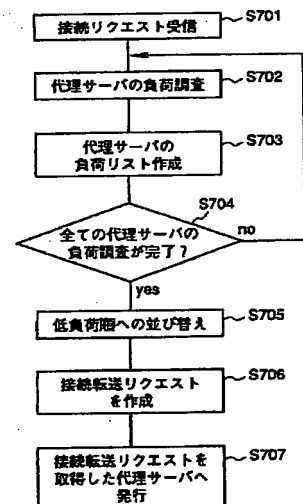 接続リクエスト受信
S701
代理サーバの負荷調査
S702
代理サーバの
負荷リスト作成
S703
S704
全ての代理サーバの
負荷調査が完了?
no
yes
低負荷順への並び替え
S705
接続転送リクエスト
を作成
S706
接続転送リクエストを
取得した代理サーバへ
発行
S707